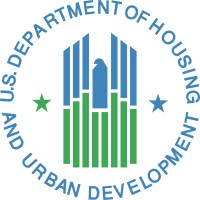 U.S. DEPARTMENT OF HOUSING
AND URBAN DEVELOPMENT